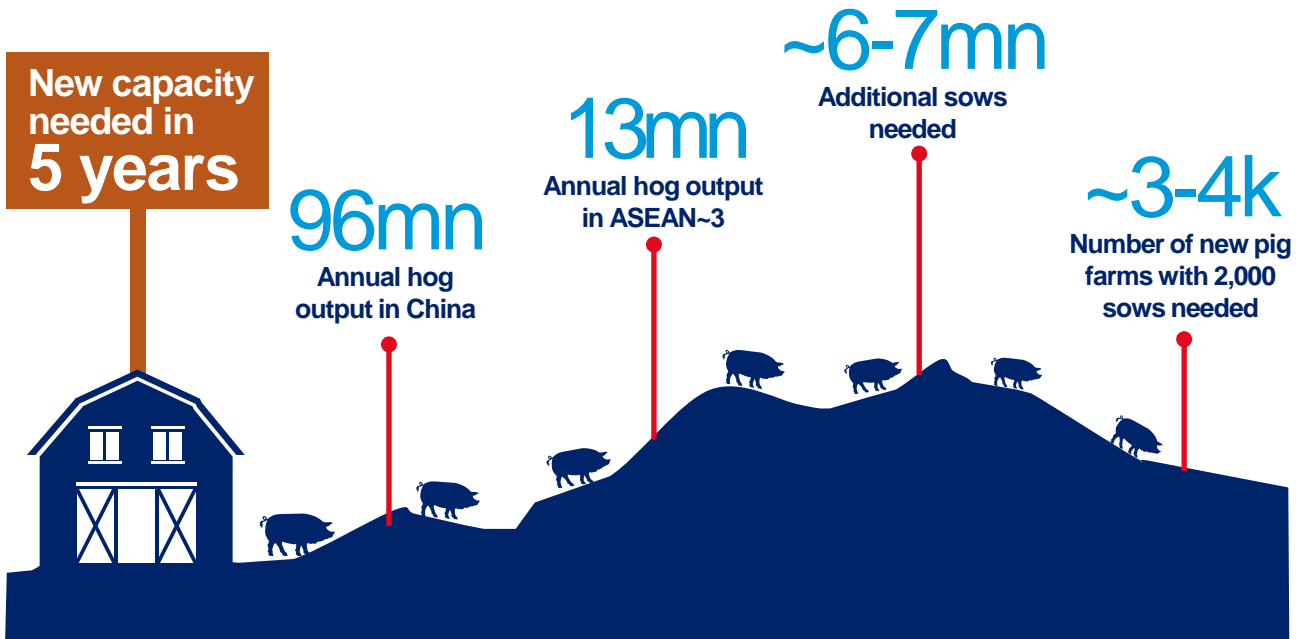 New capacity
needed in
5 years
96mn
Annual hog
output in China
13mn
Annual hog output
in ASEAN~3
~6-7mn
Additional sows
needed
~3-4k
Number of new pig
farms with 2,000
sows needed